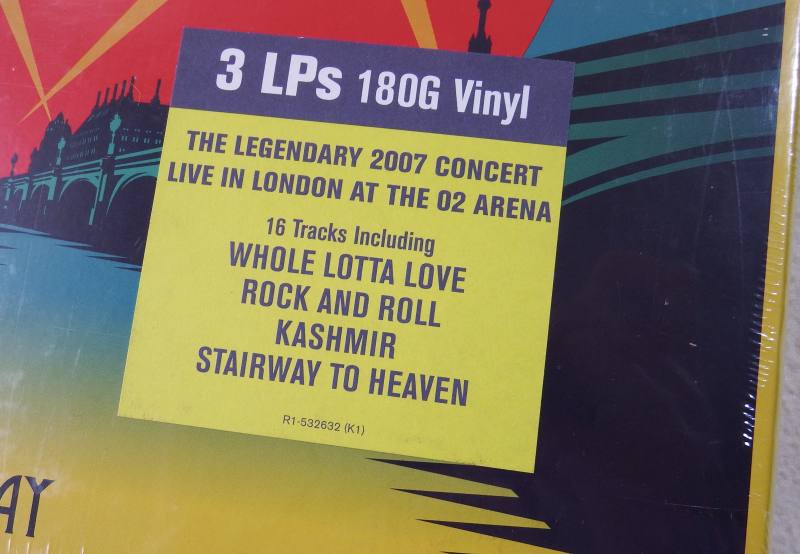 3 LPs 180G Vinyl
THE LEGENDARY 2007 CONCERT
LIVE IN LONDON AT THE O2 ARENA
16 Tracks Including
WHOLE LOTTA LOVE
ROCK AND ROLL
KASHMIR
STAIRWAY TO HEAVEN
R1-532632 (K1)
AY